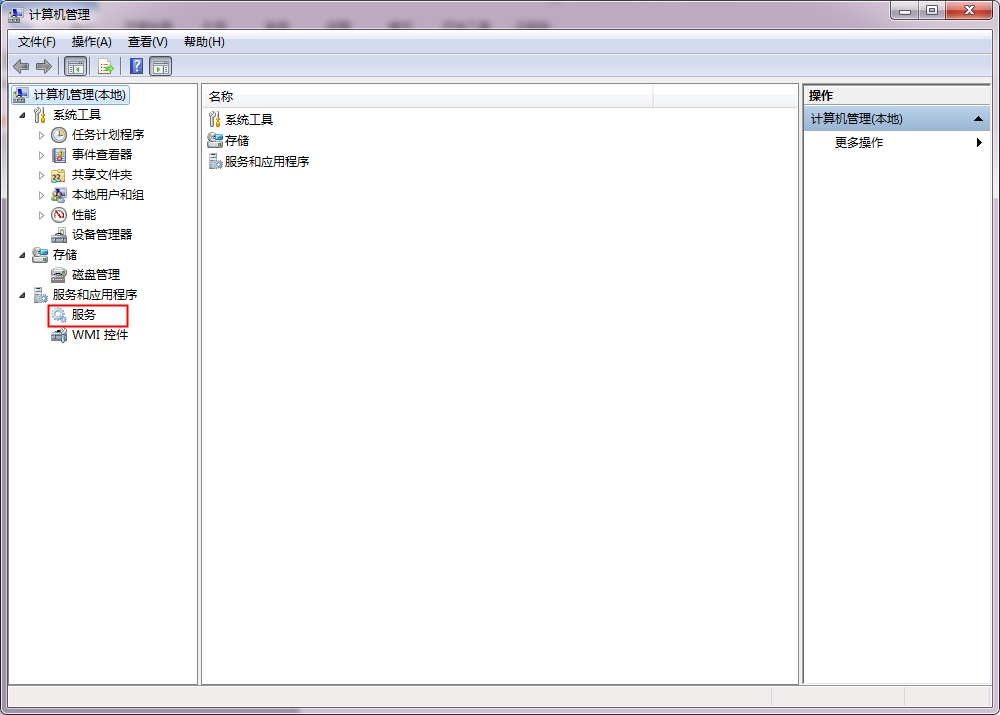 计算机管理
文件(F) 操作(A) 查看(V) 帮助(H)
计算机管理(本地)
系统工具
任务计划程序
事件查看器
共享文件夹
本地用户和组
性能
设备管理器
存储
磁盘管理
服务和应用程序
服务
WMI 控件
名称
系统工具
存储
服务和应用程序
操作
计算机管理(本地)
更多操作